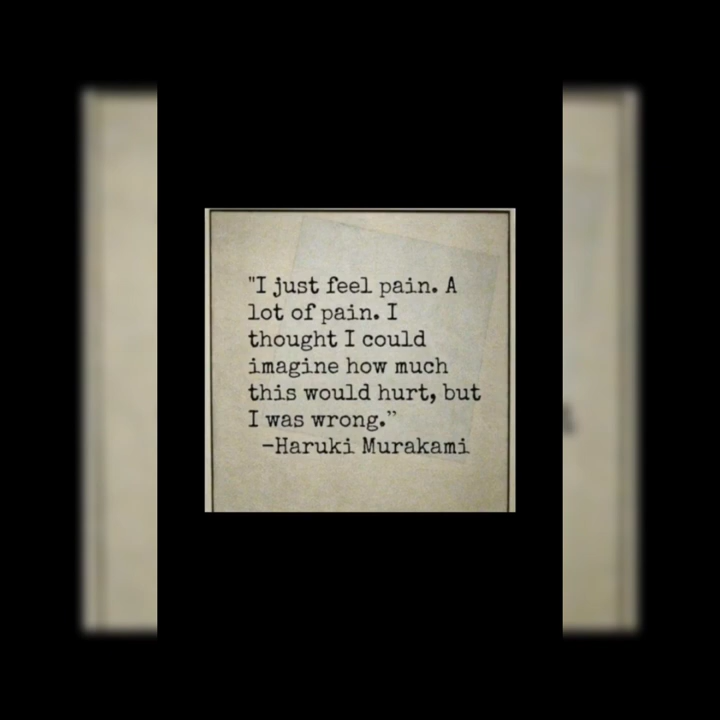 "I just feel pain. A
lot of pain. I
thought I could
imagine how much
this would hurt, but
I was wrong.”
-Haruki Murakami